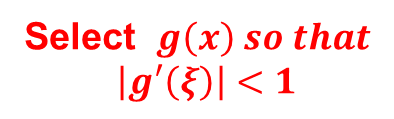 Select g(x) so that
|g′(ξ)| < 1